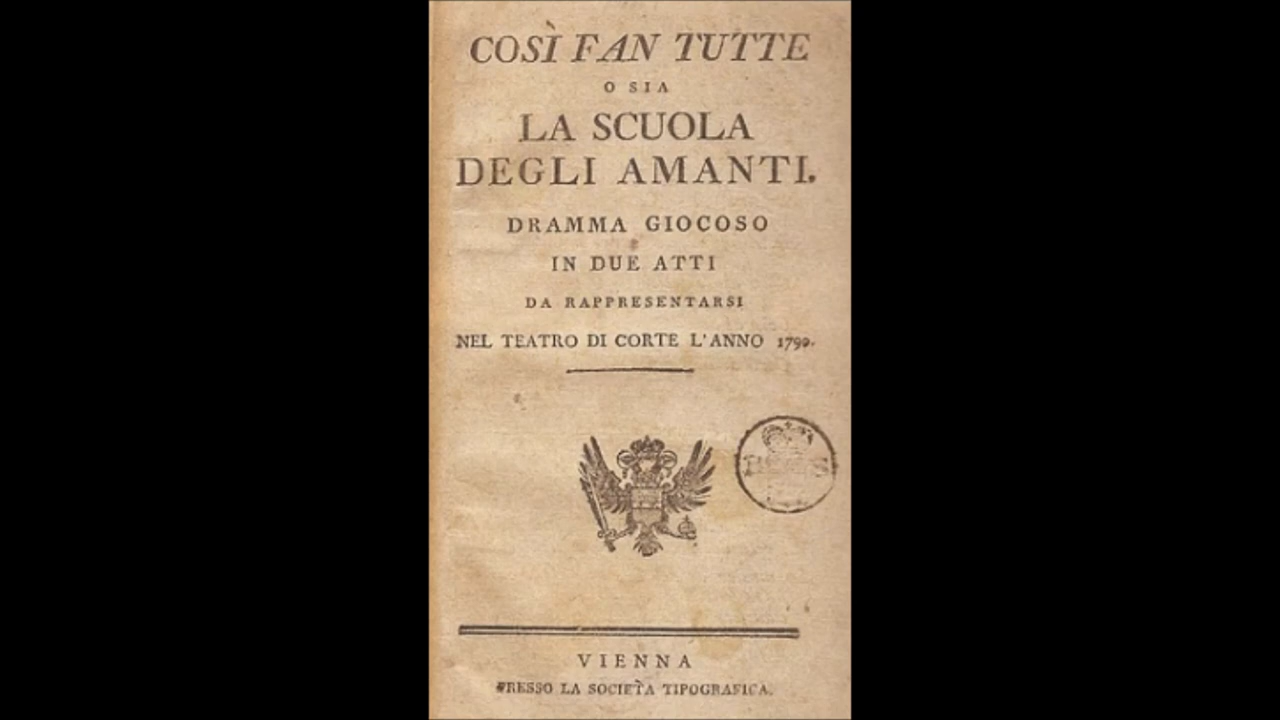 COSÌ FAN TUTTE
O SIA
LA SCUOLA
DEGLI AMANTI.
DRAMMA GIOCOSO
IN DUE ATTI
DA RAPPRESENTARSI
NEL TEATRO DI CORTE L'ANNO 1790.
VIENNA
PRESSO LA SOCIETÀ TIPOGRAFICA.